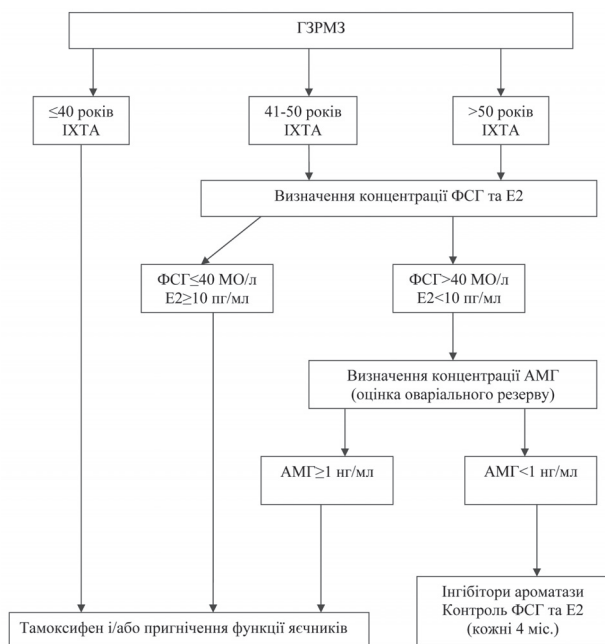 ГЗРМЗ
≤40 років
ІХТА
41-50 років
ІХТА
>50 років
ІХТА
Визначення концентрації ФСГ та Е2
ФСГ≤40 МО/л
Е2≥10 пг/мл
ФСГ>40 МО/л
Е2<10 пг/мл
Визначення концентрації АМГ
(оцінка оваріального резерву)
АМГ≥1 нг/мл
АМГ<1 нг/мл
Тамоксифен і/або пригнічення функції яєчників
Інгібітори ароматази
Контроль ФСГ та Е2
(кожні 4 міс.)